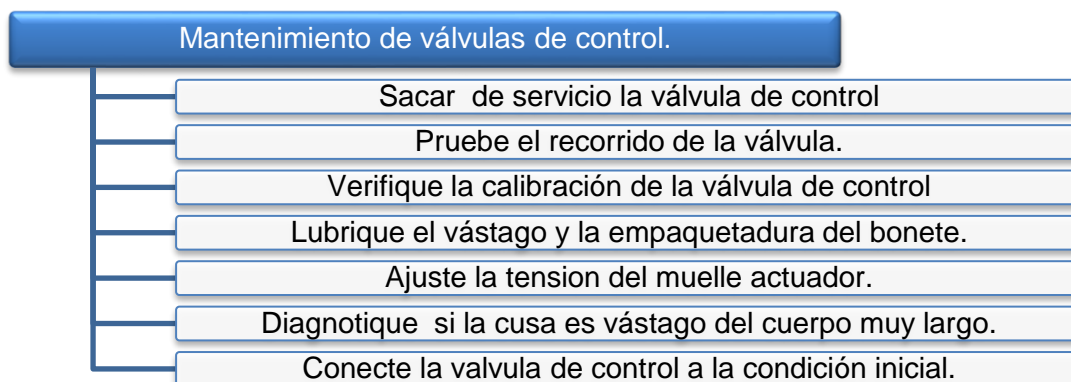 Mantenimiento de válvulas de control.
Sacar  de servicio la válvula de control
Pruebe el recorrido de la válvula.
Verifique la calibración de la válvula de control
Lubrique el vástago y la empaquetadura del bonete.
Ajuste la tension del muelle actuador.
Diagnotique  si la cusa es vástago del cuerpo muy largo.
Conecte la valvula de control a la condición inicial.